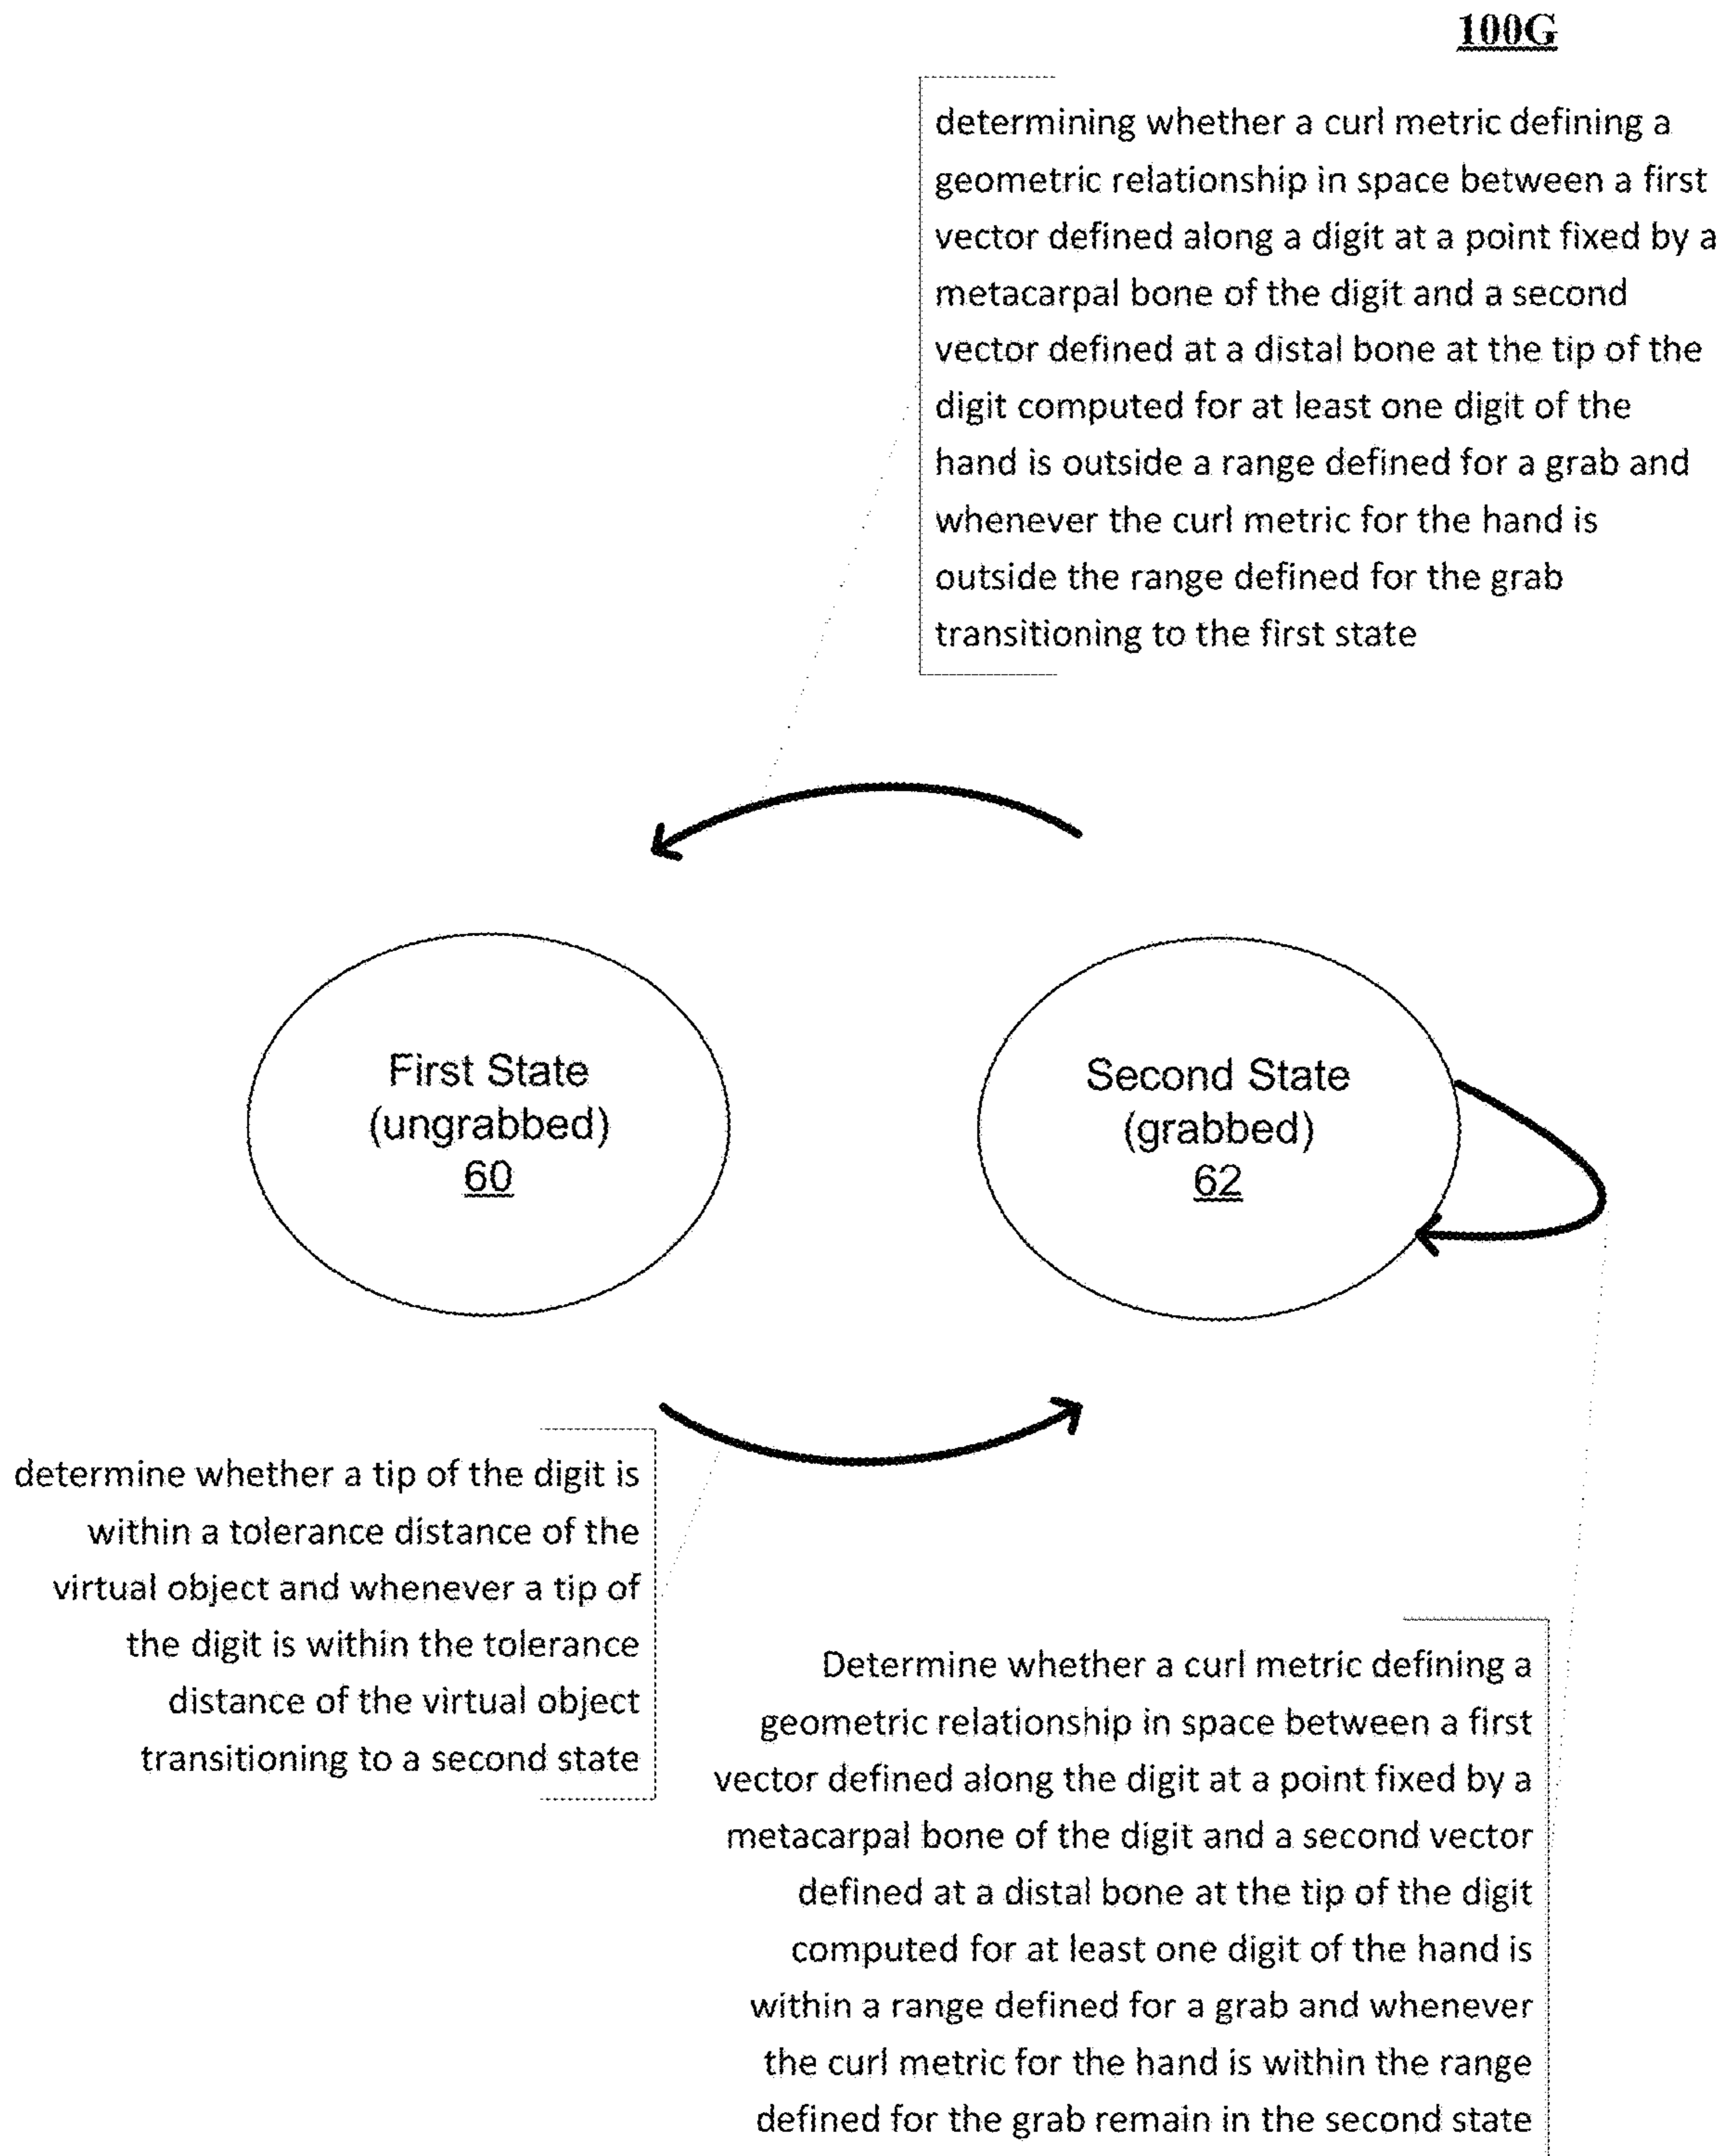 100G
determining whether a curl metric defining a
geometric relationship in space between a first
vector defined along a digit at a point fixed by a
metacarpal bone of the digit and a second
vector defined at a distal bone at the tip of the
digit computed for at least one digit of the
hand is outside a range defined for a grab and
whenever the curl metric for the hand is
outside the range defined for the grab
transitioning to the first state
First State
(ungrabbed)
60
Second State
(grabbed)
62
determine whether a tip of the digit is
within a tolerance distance of the
virtual object and whenever a tip of
the digit is within the tolerance
distance of the virtual object
transitioning to a second state
Determine whether a curl metric defining a
geometric relationship in space between a first
vector defined along the digit at a point fixed by a
metacarpal bone of the digit and a second vector
defined at a distal bone at the tip of the digit
computed for at least one digit of the hand is
within a range defined for a grab and whenever
the curl metric for the hand is within the range
defined for the grab remain in the second state